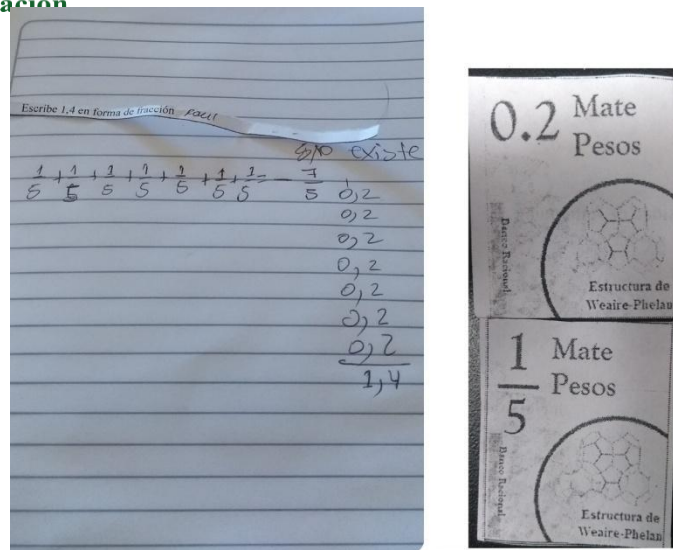 ación
Escribe 1,4 en forma de fracción
existe
1/5 + 1/5 + 1/5 + 1/5 + 1/5 + 1/5 + 1/5 = 7/5
0,2
0,2
0,2
0,2
0,2
0,2
0,2
1,4
0.2 Mate
Pesos
Banco Racional
Estructura de
Weaire-Phelan
1/5 Mate
Pesos
Banco Racional
Estructura de
Weaire-Phelan